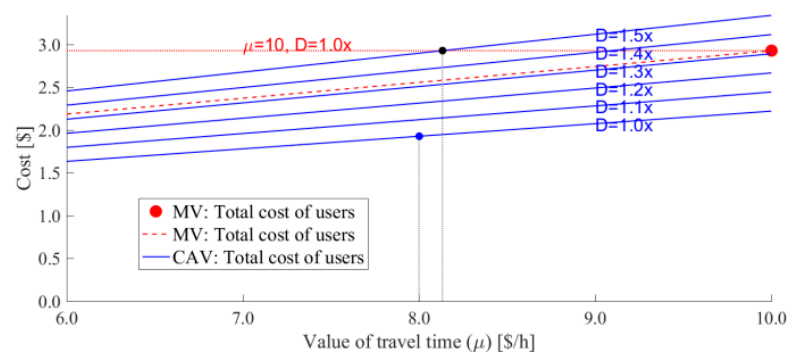 3.0
2.5
2.0
1.5
1.0
0.5
0.0
Cost [$]
μ=10, D=1.0x
D=1.5x
D=1.4x
D=1.3x
D=1.2x
D=1.1x
D=1.0x
MV: Total cost of users
MV: Total cost of users
CAV: Total cost of users
6.0 7.0 8.0 9.0 10.0
Value of travel time (μ) [$/h]